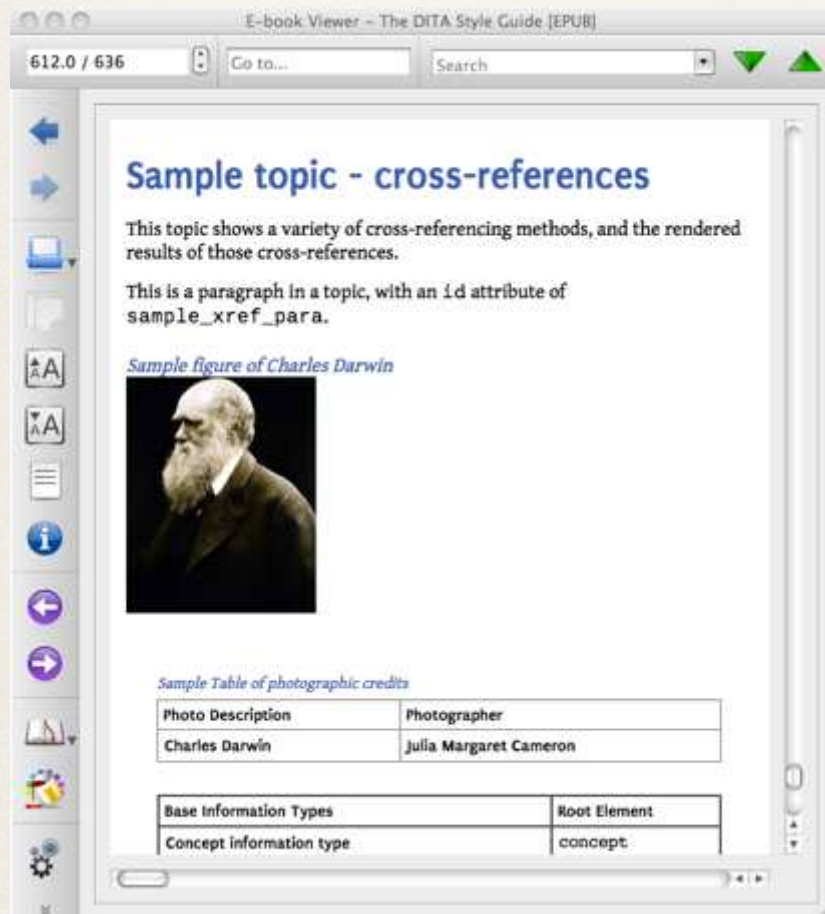 E-book Viewer - The DITA Style Guide [EPUB]
612.0 / 636
Go to...
Search
Sample topic - cross-references
This topic shows a variety of cross-referencing methods, and the rendered
results of those cross-references.
This is a paragraph in a topic, with an id attribute of
sample_xref_para.
Sample figure of Charles Darwin
Sample Table of photographic credits
Photo Description Photographer
Charles Darwin Julia Margaret Cameron
Base Information Types Root Element
Concept information type concept